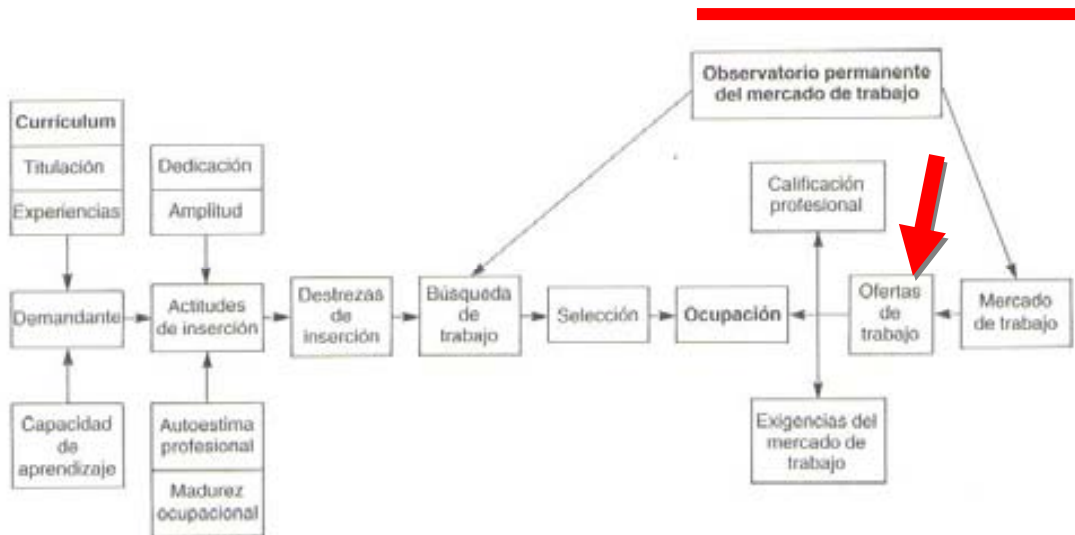 Observatorio permanente
del mercado de trabajo
Currículum
Titulación
Experiencias
Dedicación
Amplitud
Calificación
profesional
Demandante
Actitudes
de inserción
Destrezas
de
inserción
Búsqueda
de
trabajo
Selección
Ocupación
Ofertas
de
trabajo
Mercado
de trabajo
Capacidad
de
aprendizaje
Autoestima
profesional
Madurez
ocupacional
Exigencias del
mercado de
trabajo